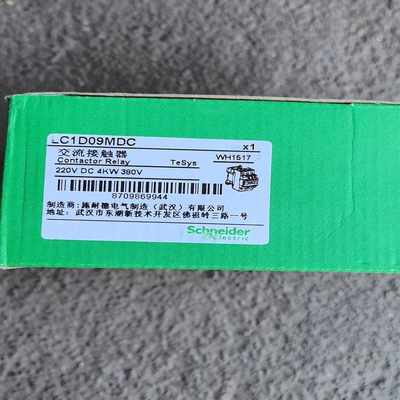 LC1D09MDC x1
交流接触器 WH1517
Contactor Relay TeSys
220V DC 4KW 380V
8709869944
制造商：施耐德电气制造（武汉）有限公司
地址：武汉市东湖新技术开发区佛祖岭三路一号
Schneider
Electric